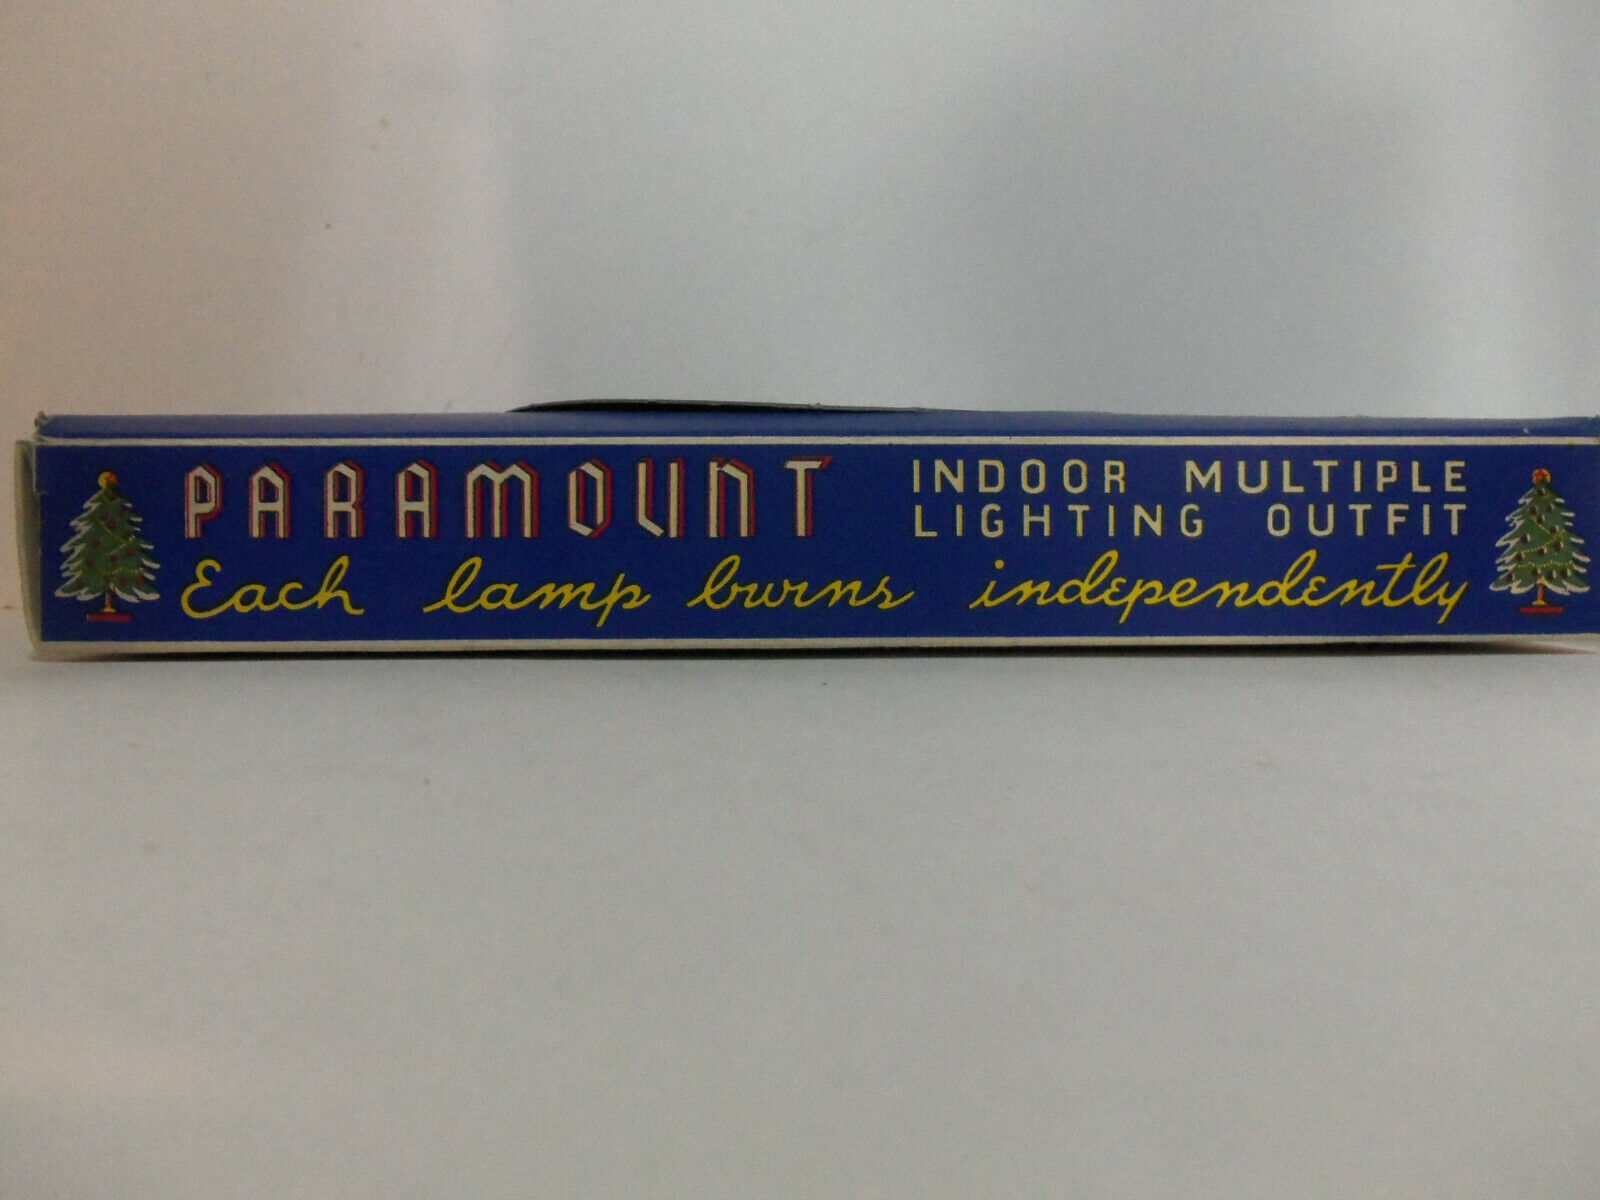 PARAMOUNT
INDOOR MULTIPLE
LIGHTING OUTFIT
Each lamp burns independently